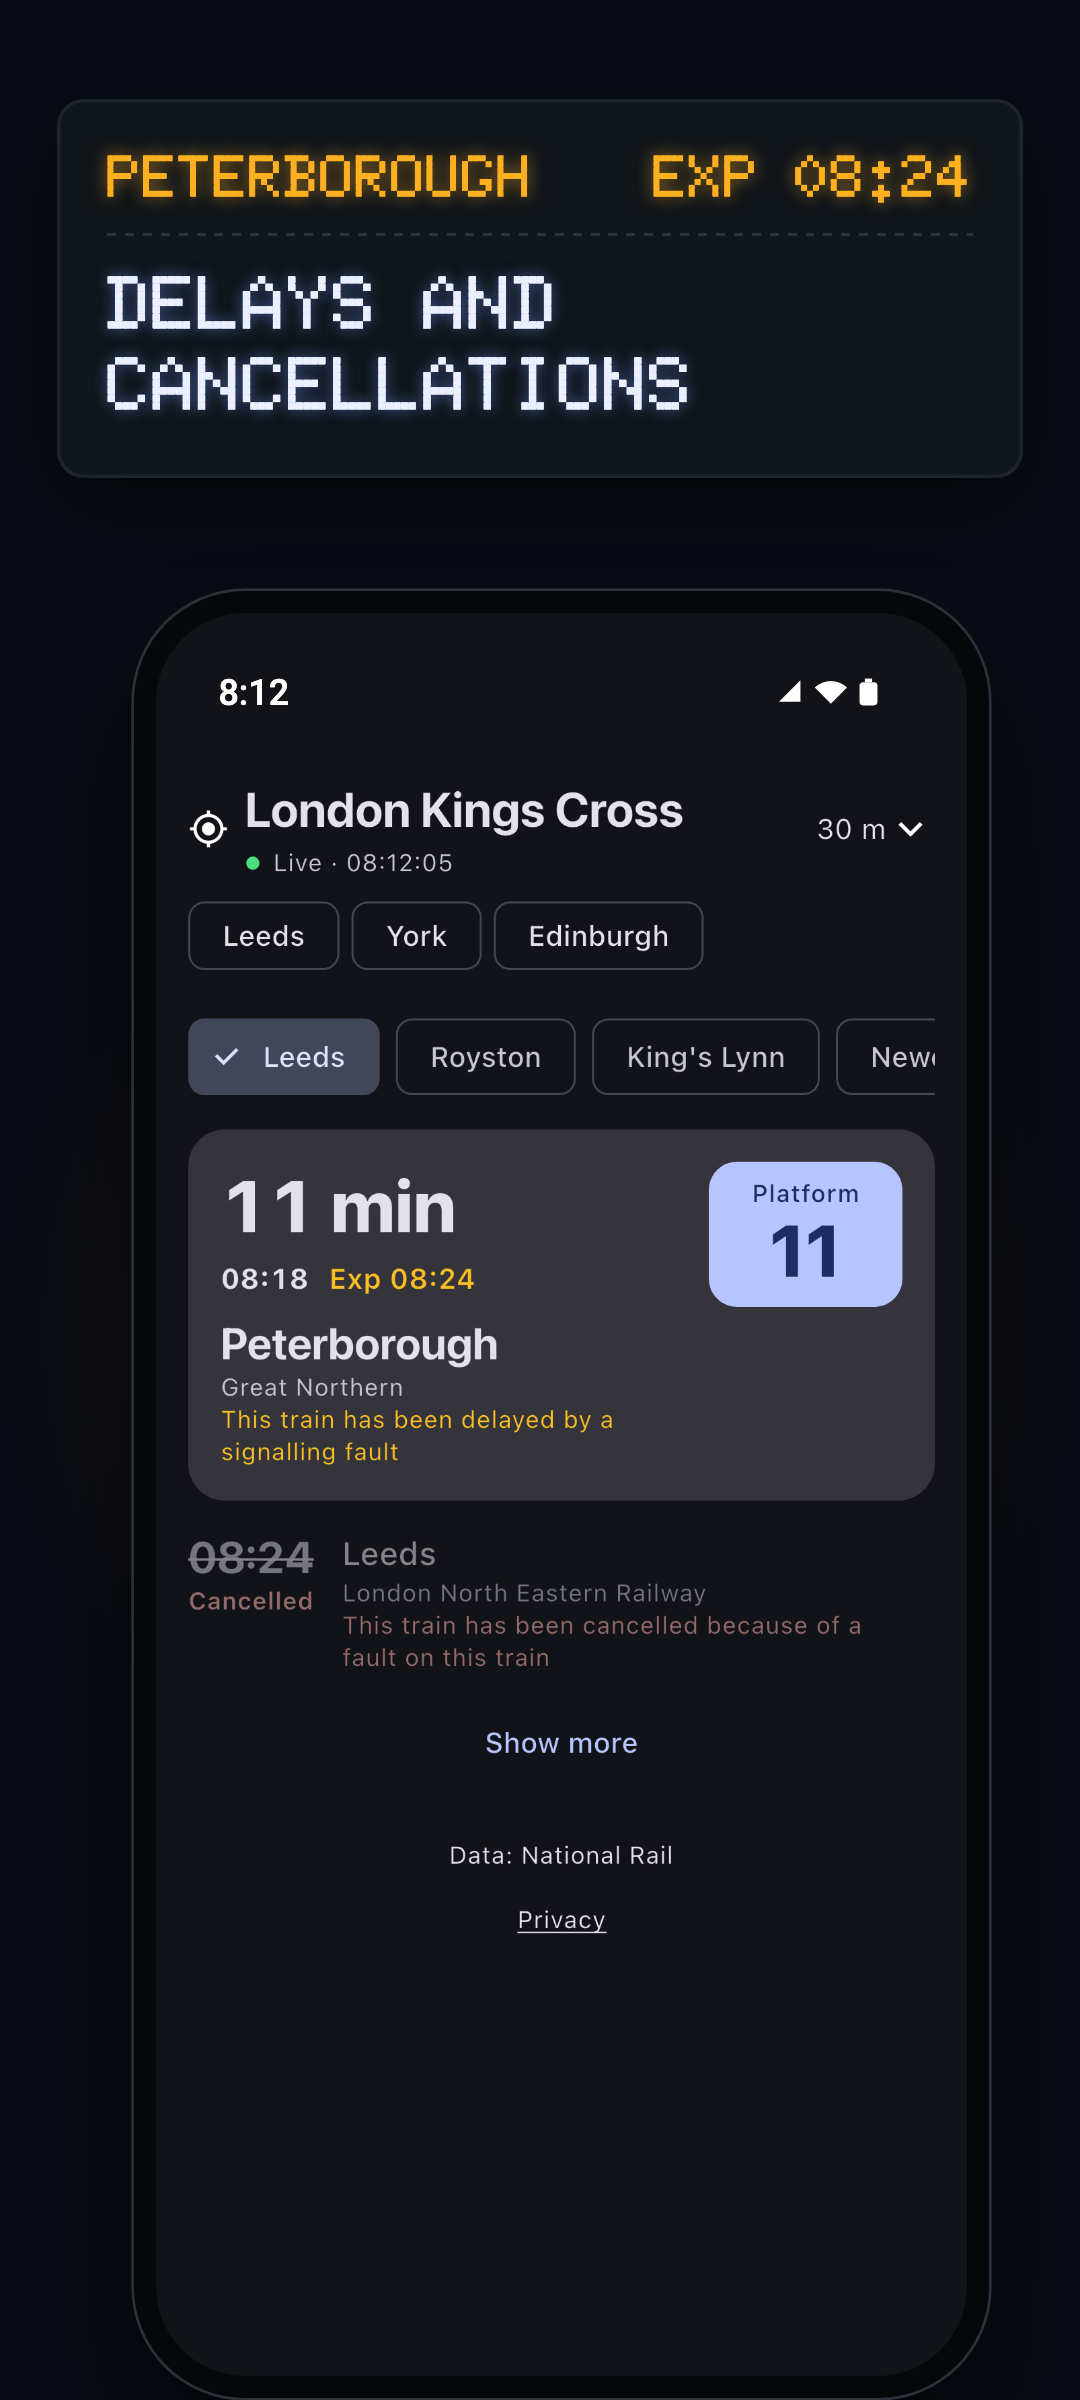 PETERBOROUGH EXP 08:24
DELAYS AND
CANCELLATIONS
8:12
London Kings Cross
30 m
Live · 08:12:05
Leeds York Edinburgh
Leeds Royston King's Lynn
11 min
Platform
11
08:18 Exp 08:24
Peterborough
Great Northern
This train has been delayed by a
signalling fault
08:24 Leeds
Cancelled London North Eastern Railway
This train has been cancelled because of a
fault on this train
Show more
Data: National Rail
Privacy